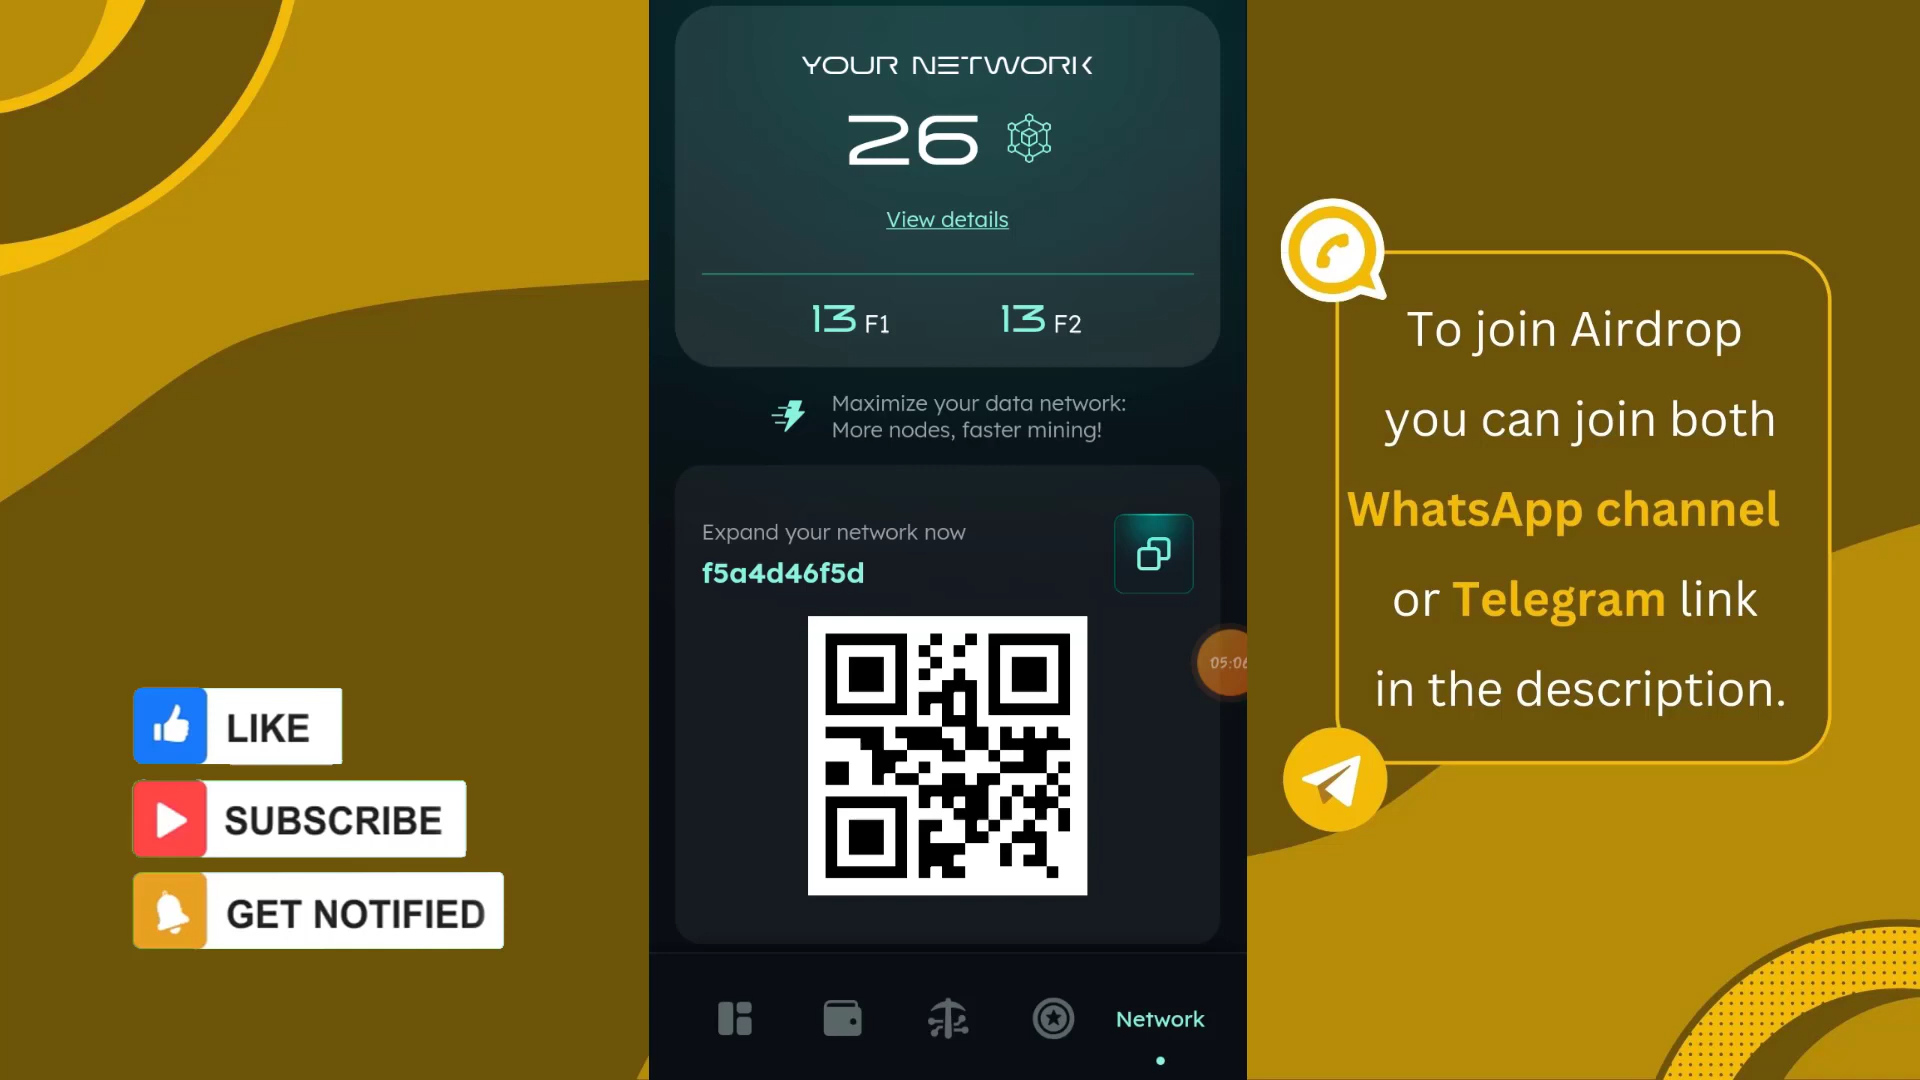 YOUR NETWORK
26
View details
13 F1
13 F2
Maximize your data network:
More nodes, faster mining!
Expand your network now
f5a4d46f5d
05:06
Network
LIKE
SUBSCRIBE
GET NOTIFIED
To join Airdrop
you can join both
WhatsApp channel
or Telegram link
in the description.